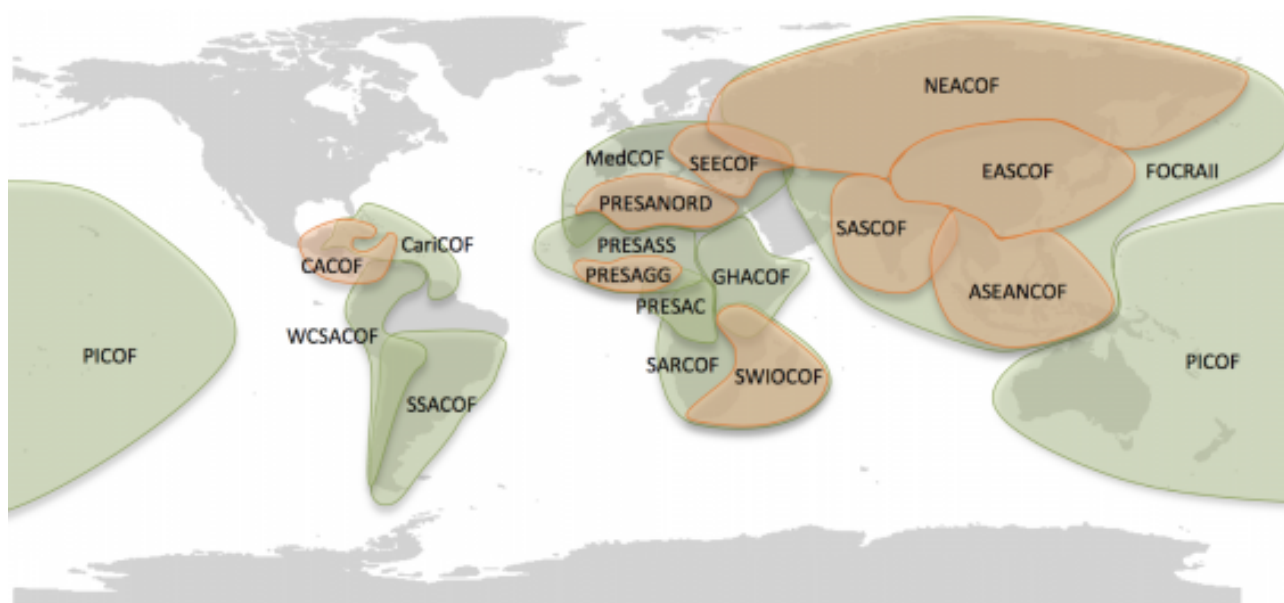 NEACOF
MedCOF
SEECOF
EASCOF
FOCRAII
PRESANORD
SASCOF
CariCOF
PRESASS
CACOF
PRESAGG
GHACOF
ASEANCOF
PRESAC
WCSACOF
PICOF
SARCOF
SWIOCOF
PICOF
SSACOF